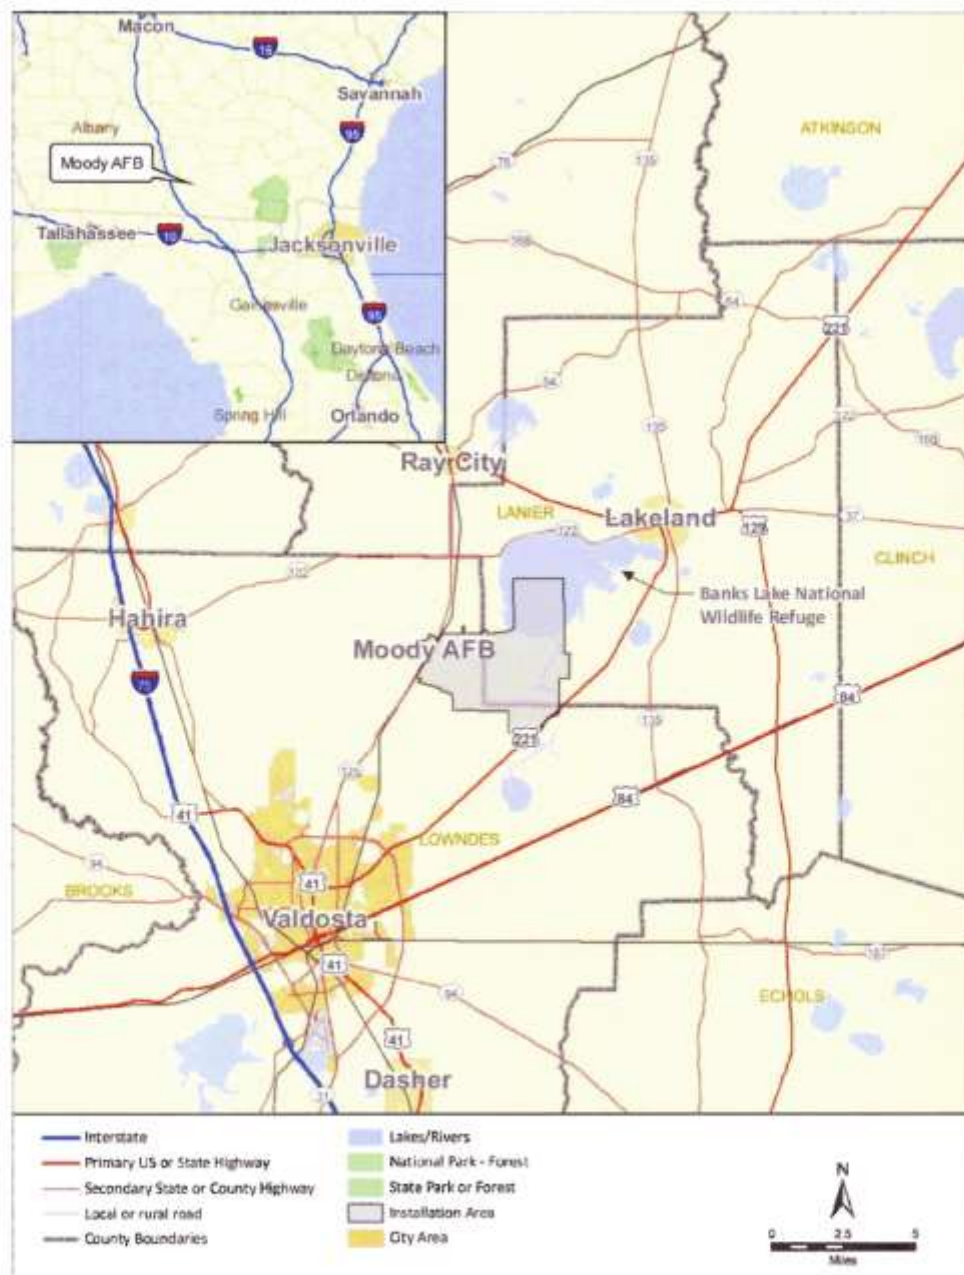 Macon
16
Savannah
95
Albany
Moody AFB
Tallahassee
10
Jacksonville
Gainesville
95
Daytona Beach
Deltona
Spring Hill
Orlando
ATKINSON
76
135
168
64
221
64
122
135
168
Ray City
LANIER
Lakeland
129
37
122
CLINCH
122
Banks Lake National
Wildlife Refuge
Hahira
Moody AFB
75
84
135
221
125
84
41
LOWNDES
94
BROOKS
41
Valdosta
41
94
ECHOLS
41
31
Dasher
Interstate
Primary US or State Highway
Secondary State or County Highway
Local or rural road
County Boundaries
Lakes/Rivers
National Park - Forest
State Park or Forest
Installation Area
City Area
N
0 2.5 5
Miles